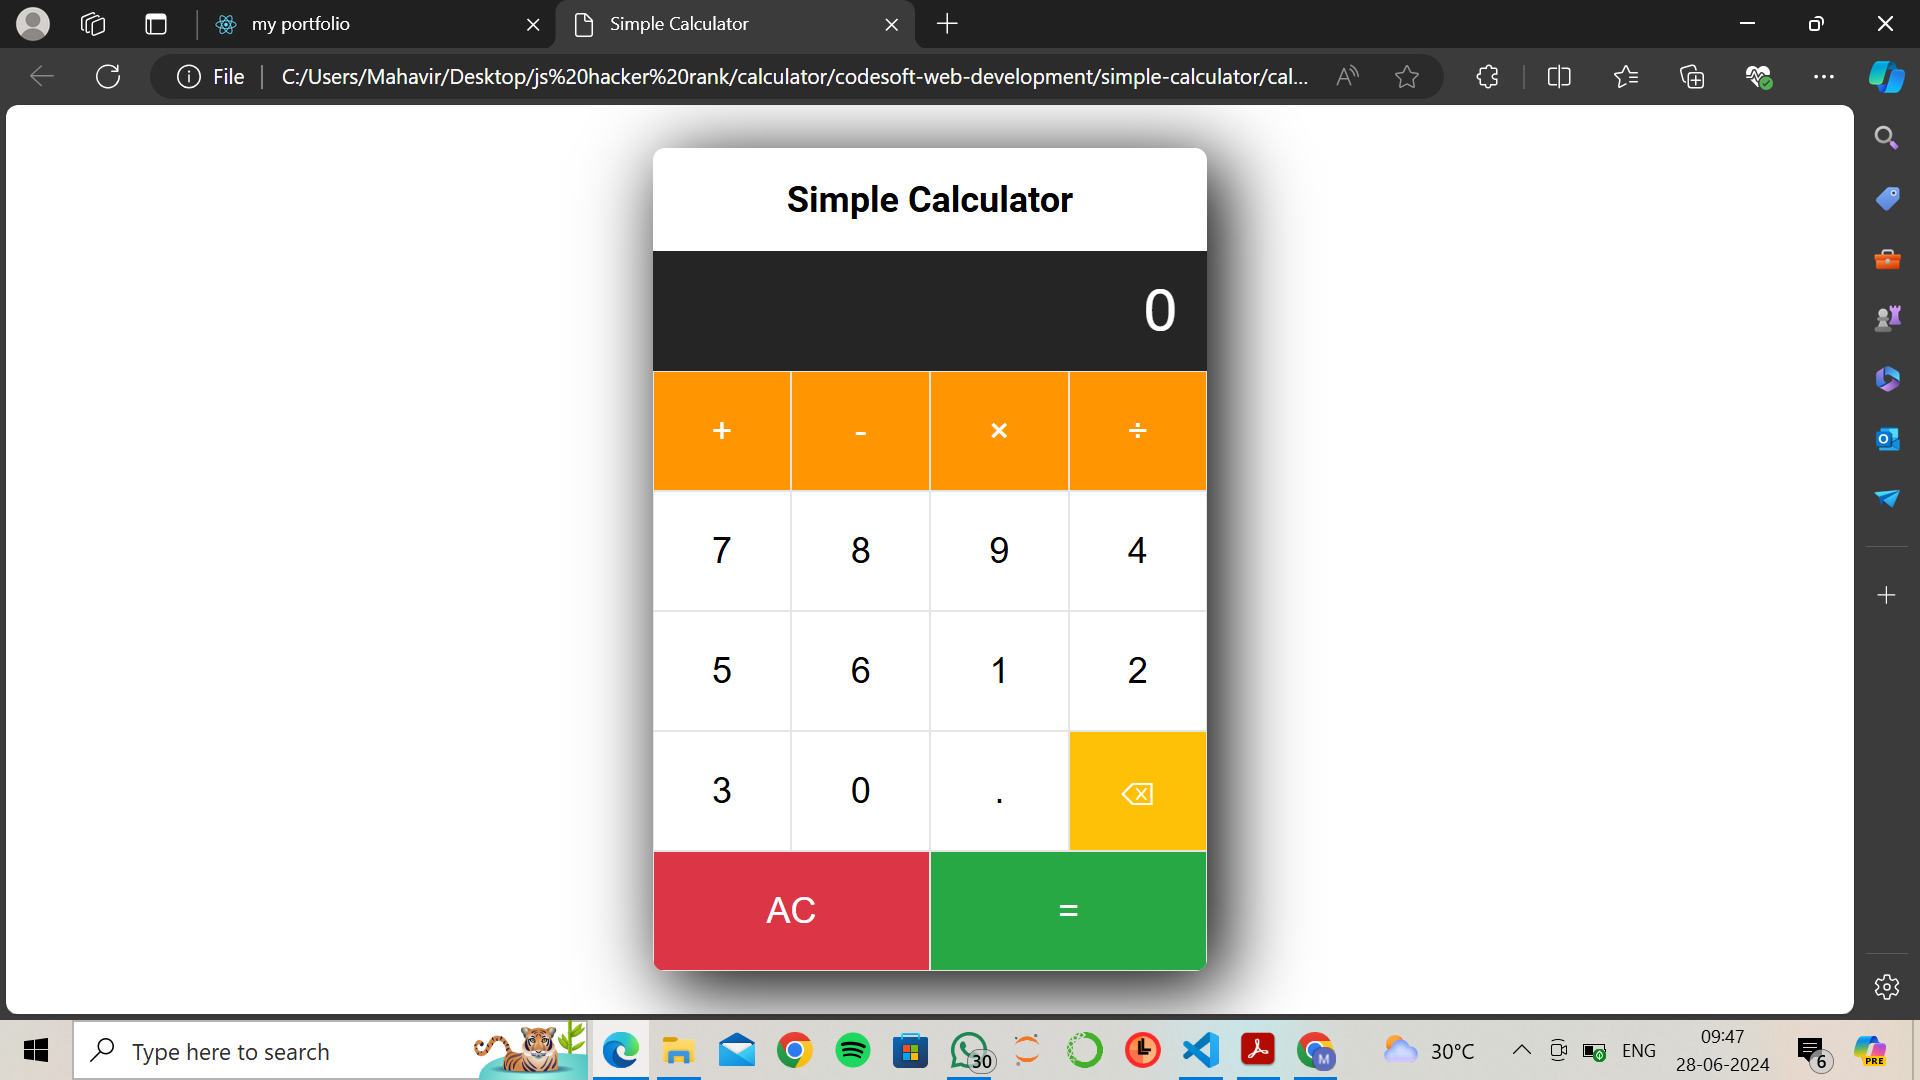 my portfolio
Simple Calculator
File
C:/Users/Mahavir/Desktop/js%20hacker%20rank/calculator/codesoft-web-development/simple-calculator/cal...
Simple Calculator
0
+ - × ÷
7 8 9 4
5 6 1 2
3 0 .
AC =
Type here to search
30
M
30°C
ENG
09:47
28-06-2024
6
PRE